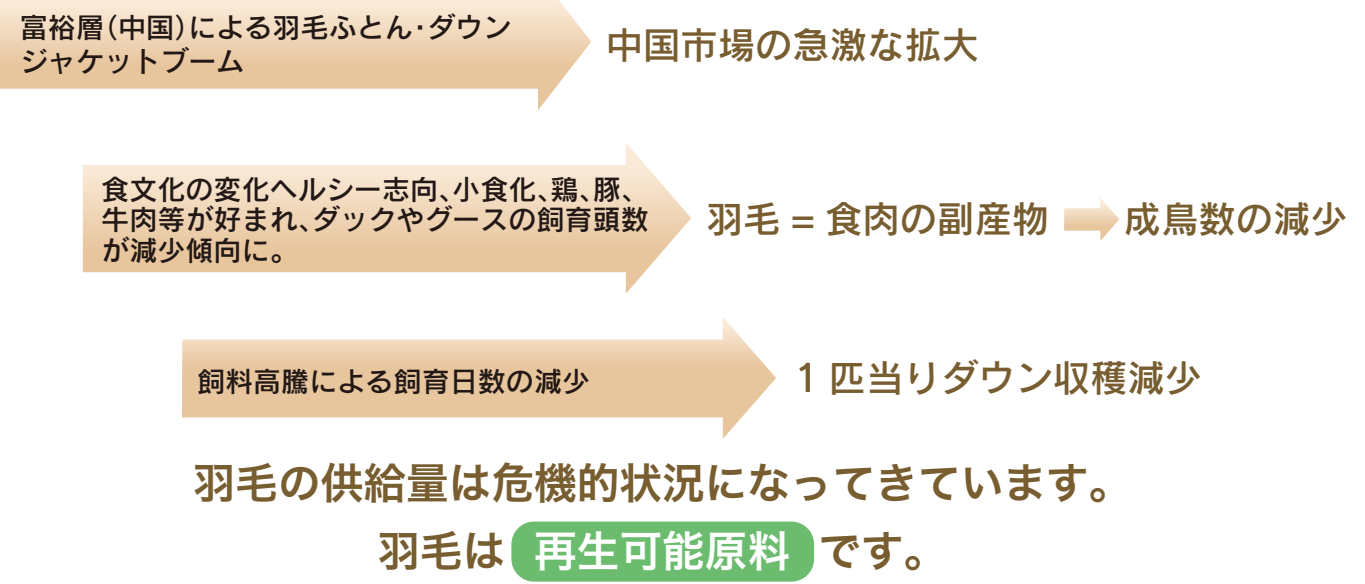 富裕層(中国)による羽毛ふとん・ダウン
ジャケットブーム
中国市場の急激な拡大
食文化の変化ヘルシー志向、小食化、鶏、豚、
牛肉等が好まれ、ダックやグースの飼育頭数
が減少傾向に。
羽毛 = 食肉の副産物
成鳥数の減少
飼料高騰による飼育日数の減少
1 匹当りダウン収穫減少
羽毛の供給量は危機的状況になってきています。
羽毛は 再生可能原料 です。